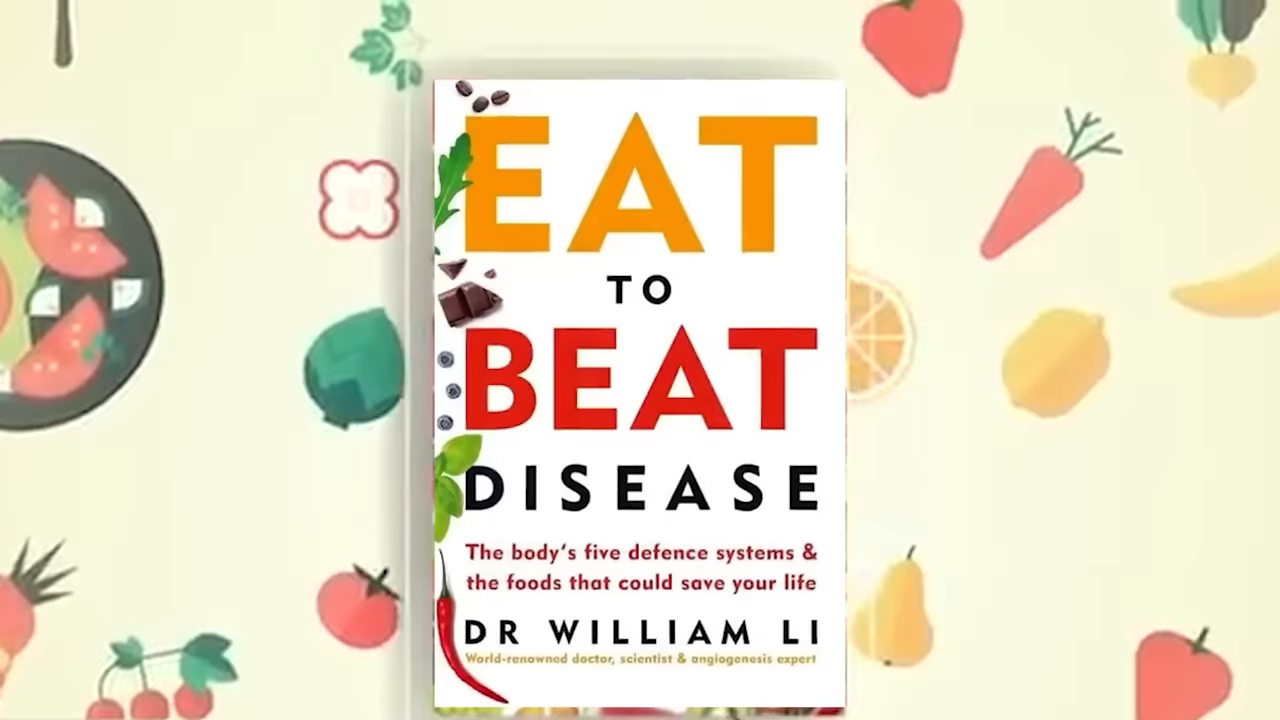 EAT
TO
BEAT
DISEASE
The body's five defence systems &
the foods that could save your life
DR WILLIAM LI
World-renowned doctor, scientist & angiogenesis expert